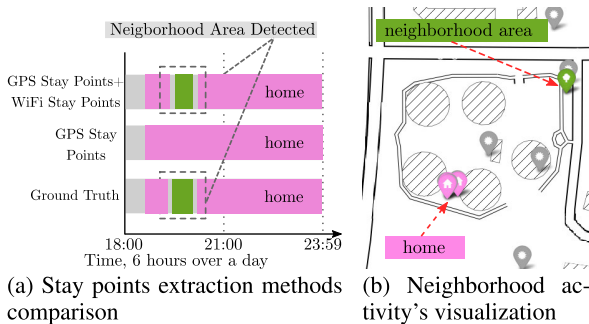 Neigborhood Area Detected
GPS Stay Points+
WiFi Stay Points
home
GPS Stay
Points
home
Ground Truth
home
18:00
21:00
23:59
Time, 6 hours over a day
(a) Stay points extraction methods
comparison
neighborhood area
home
(b) Neighborhood ac-
tivity's visualization